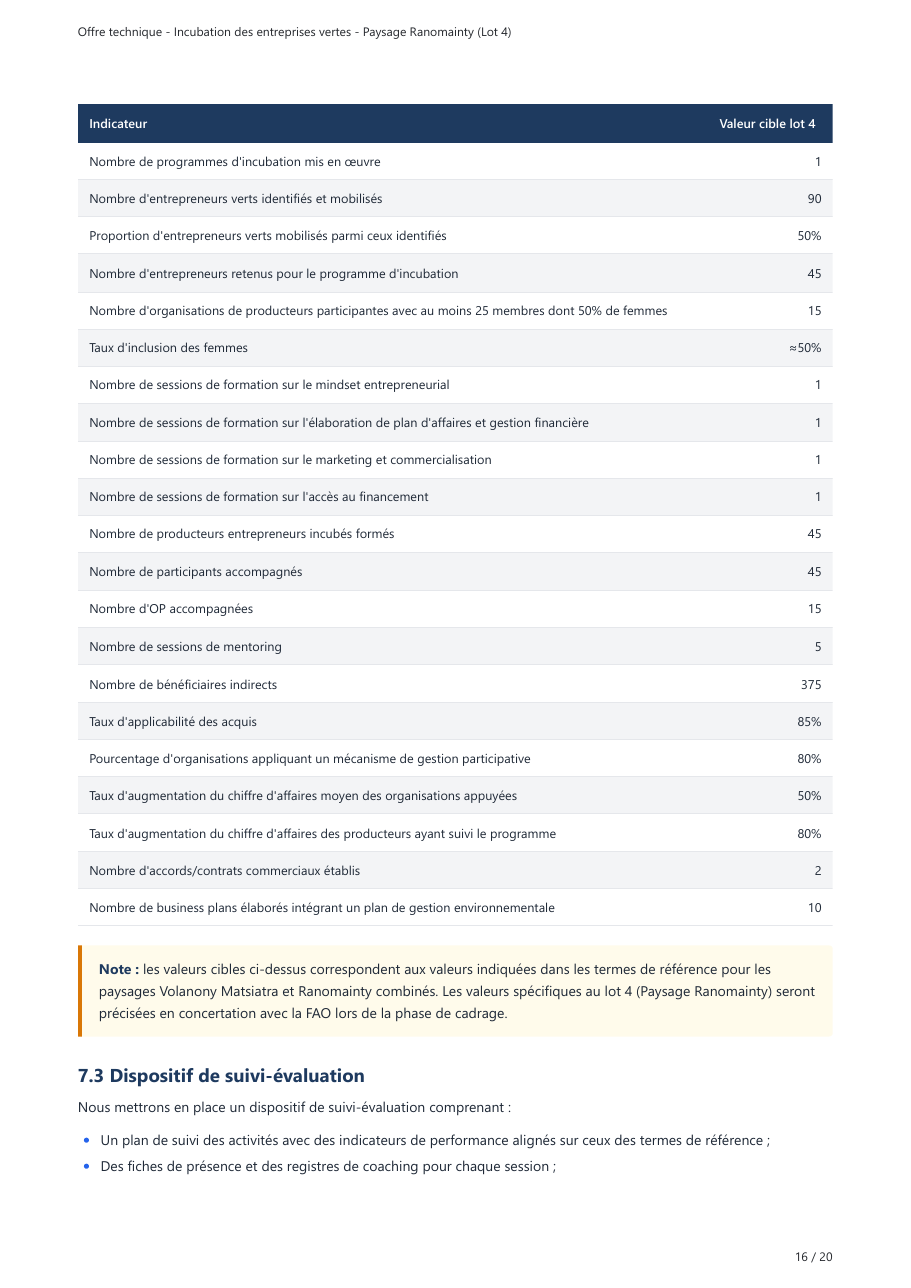 Offre technique - Incubation des entreprises vertes - Paysage Ranomainty (Lot 4)
Indicateur Valeur cible lot 4
Nombre de programmes d'incubation mis en œuvre 1
Nombre d'entrepreneurs verts identifiés et mobilisés 90
Proportion d'entrepreneurs verts mobilisés parmi ceux identifiés 50%
Nombre d'entrepreneurs retenus pour le programme d'incubation 45
Nombre d'organisations de producteurs participantes avec au moins 25 membres dont 50% de femmes 15
Taux d'inclusion des femmes ≈50%
Nombre de sessions de formation sur le mindset entrepreneurial 1
Nombre de sessions de formation sur l'élaboration de plan d'affaires et gestion financière 1
Nombre de sessions de formation sur le marketing et commercialisation 1
Nombre de sessions de formation sur l'accès au financement 1
Nombre de producteurs entrepreneurs incubés formés 45
Nombre de participants accompagnés 45
Nombre d'OP accompagnées 15
Nombre de sessions de mentoring 5
Nombre de bénéficiaires indirects 375
Taux d'applicabilité des acquis 85%
Pourcentage d'organisations appliquant un mécanisme de gestion participative 80%
Taux d'augmentation du chiffre d'affaires moyen des organisations appuyées 50%
Taux d'augmentation du chiffre d'affaires des producteurs ayant suivi le programme 80%
Nombre d'accords/contrats commerciaux établis 2
Nombre de business plans élaborés intégrant un plan de gestion environnementale 10
Note : les valeurs cibles ci-dessus correspondent aux valeurs indiquées dans les termes de référence pour les
paysages Volanony Matsiatra et Ranomainty combinés. Les valeurs spécifiques au lot 4 (Paysage Ranomainty) seront
précisées en concertation avec la FAO lors de la phase de cadrage.
7.3 Dispositif de suivi-évaluation
Nous mettrons en place un dispositif de suivi-évaluation comprenant :
• Un plan de suivi des activités avec des indicateurs de performance alignés sur ceux des termes de référence ;
• Des fiches de présence et des registres de coaching pour chaque session ;
16 / 20